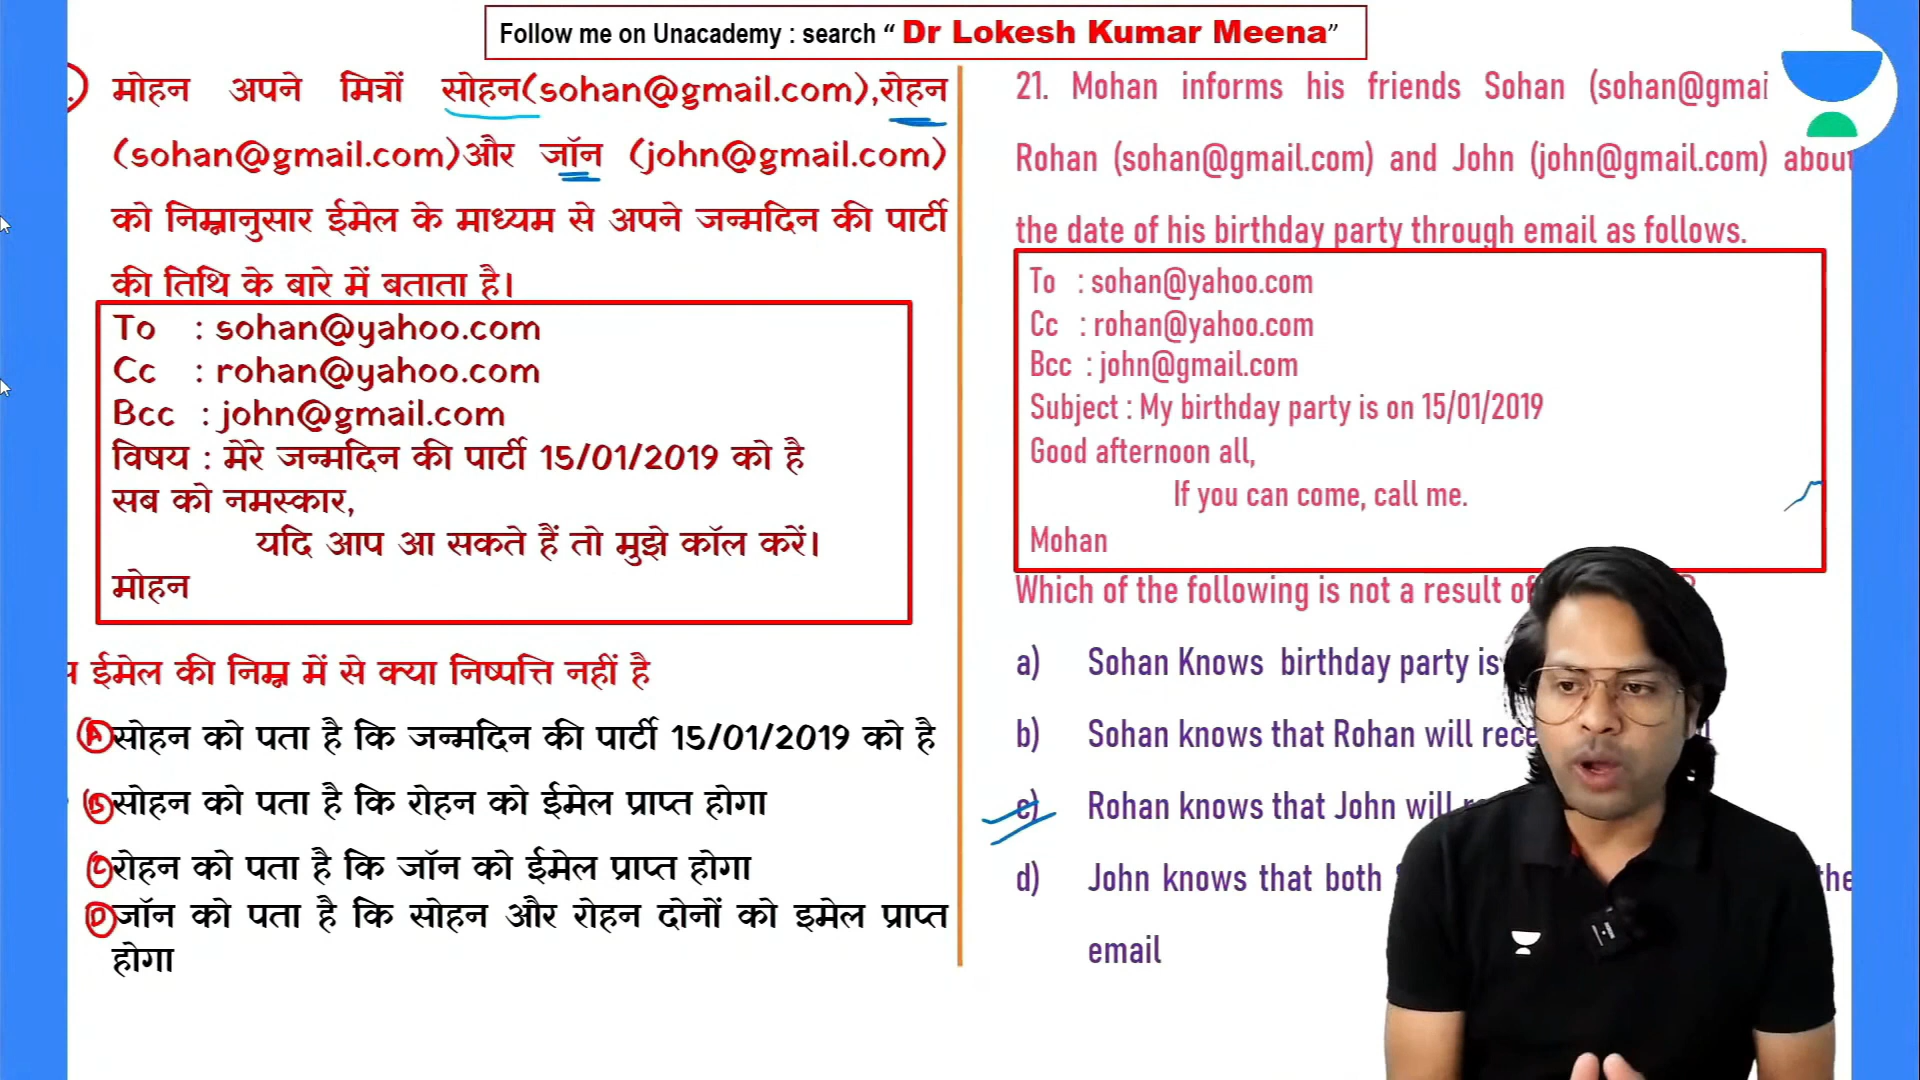 Follow me on Unacademy : search “ Dr Lokesh Kumar Meena”
मोहन अपने मित्रों सोहन(sohan@gmail.com),रोहन
(sohan@gmail.com)और जॉन (john@gmail.com)
को निम्नानुसार ईमेल के माध्यम से अपने जन्मदिन की पार्टी
की तिथि के बारे में बताता है।
To : sohan@yahoo.com
Cc : rohan@yahoo.com
Bcc : john@gmail.com
विषय : मेरे जन्मदिन की पार्टी 15/01/2019 को है
सब को नमस्कार,
यदि आप आ सकते हैं तो मुझे कॉल करें।
मोहन
ईमेल की निम्न में से क्या निष्पत्ति नहीं है
A सोहन को पता है कि जन्मदिन की पार्टी 15/01/2019 को है
B सोहन को पता है कि रोहन को ईमेल प्राप्त होगा
C रोहन को पता है कि जॉन को ईमेल प्राप्त होगा
D जॉन को पता है कि सोहन और रोहन दोनों को इमेल प्राप्त
होगा
21. Mohan informs his friends Sohan (sohan@gmai
Rohan (sohan@gmail.com) and John (john@gmail.com) about
the date of his birthday party through email as follows.
To : sohan@yahoo.com
Cc : rohan@yahoo.com
Bcc : john@gmail.com
Subject : My birthday party is on 15/01/2019
Good afternoon all,
If you can come, call me.
Mohan
Which of the following is not a result of
a) Sohan Knows birthday party is
b) Sohan knows that Rohan will rece
c) Rohan knows that John will
d) John knows that both the
email